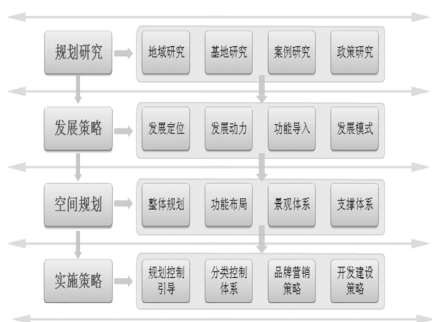 规划研究
地域研究
基地研究
案例研究
政策研究
发展策略
发展定位
发展动力
功能导入
发展模式
空间规划
整体规划
功能布局
景观体系
支撑体系
实施策略
规划控制
引导
分类控制
体系
品牌营销
策略
开发建设
策略